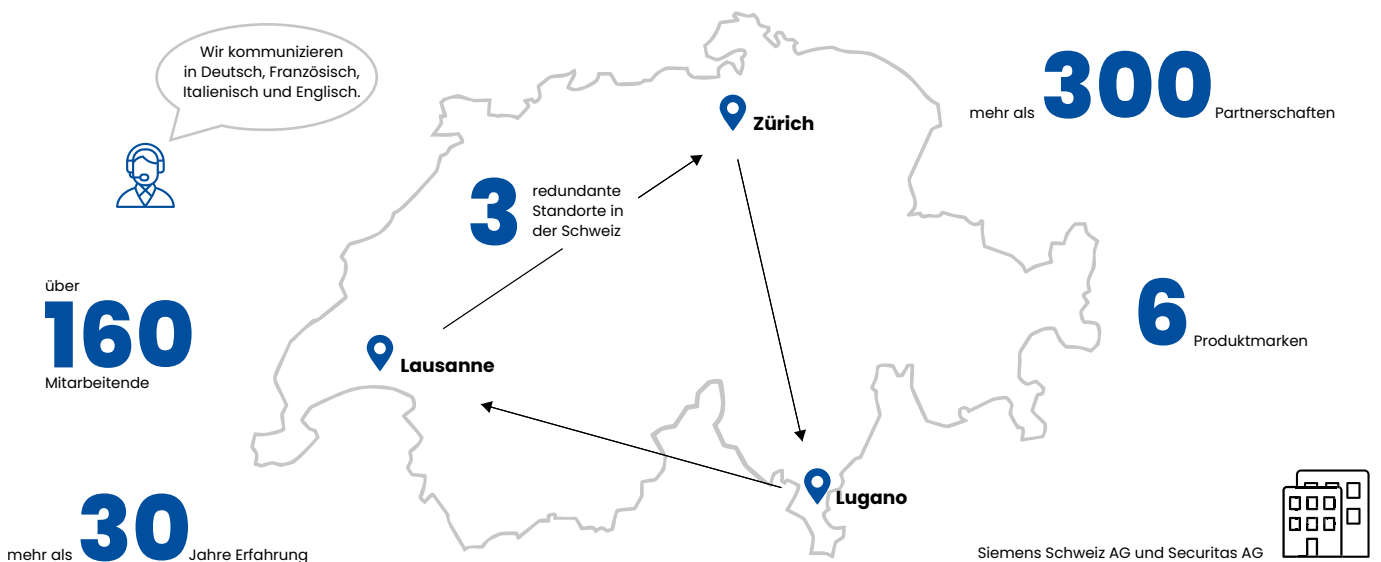 Wir kommunizieren
in Deutsch, Französisch,
Italienisch und Englisch.
mehr als 300 Partnerschaften
Zürich
3 redundante
Standorte in
der Schweiz
über
160
Mitarbeitende
6 Produktmarken
Lausanne
Lugano
mehr als 30 Jahre Erfahrung
Siemens Schweiz AG und Securitas AG